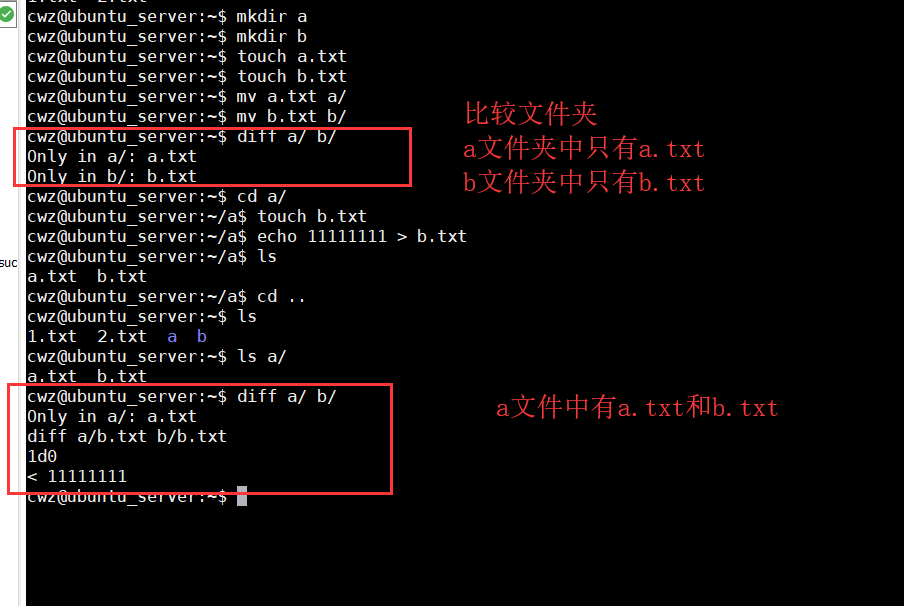 cwz@ubuntu_server:~$ mkdir a
cwz@ubuntu_server:~$ mkdir b
cwz@ubuntu_server:~$ touch a.txt
cwz@ubuntu_server:~$ touch b.txt
cwz@ubuntu_server:~$ mv a.txt a/
cwz@ubuntu_server:~$ mv b.txt b/
cwz@ubuntu_server:~$ diff a/ b/
Only in a/: a.txt
Only in b/: b.txt
比较文件夹
a文件夹中只有a.txt
b文件夹中只有b.txt
cwz@ubuntu_server:~$ cd a/
cwz@ubuntu_server:~/a$ touch b.txt
cwz@ubuntu_server:~/a$ echo 11111111 > b.txt
cwz@ubuntu_server:~/a$ ls
suc
a.txt  b.txt
cwz@ubuntu_server:~/a$ cd ..
cwz@ubuntu_server:~$ ls
1.txt  2.txt  a  b
cwz@ubuntu_server:~$ ls a/
a.txt  b.txt
cwz@ubuntu_server:~$ diff a/ b/
Only in a/: a.txt
diff a/b.txt b/b.txt
1d0
< 11111111
a文件中有a.txt和b.txt
cwz@ubuntu_server:~$